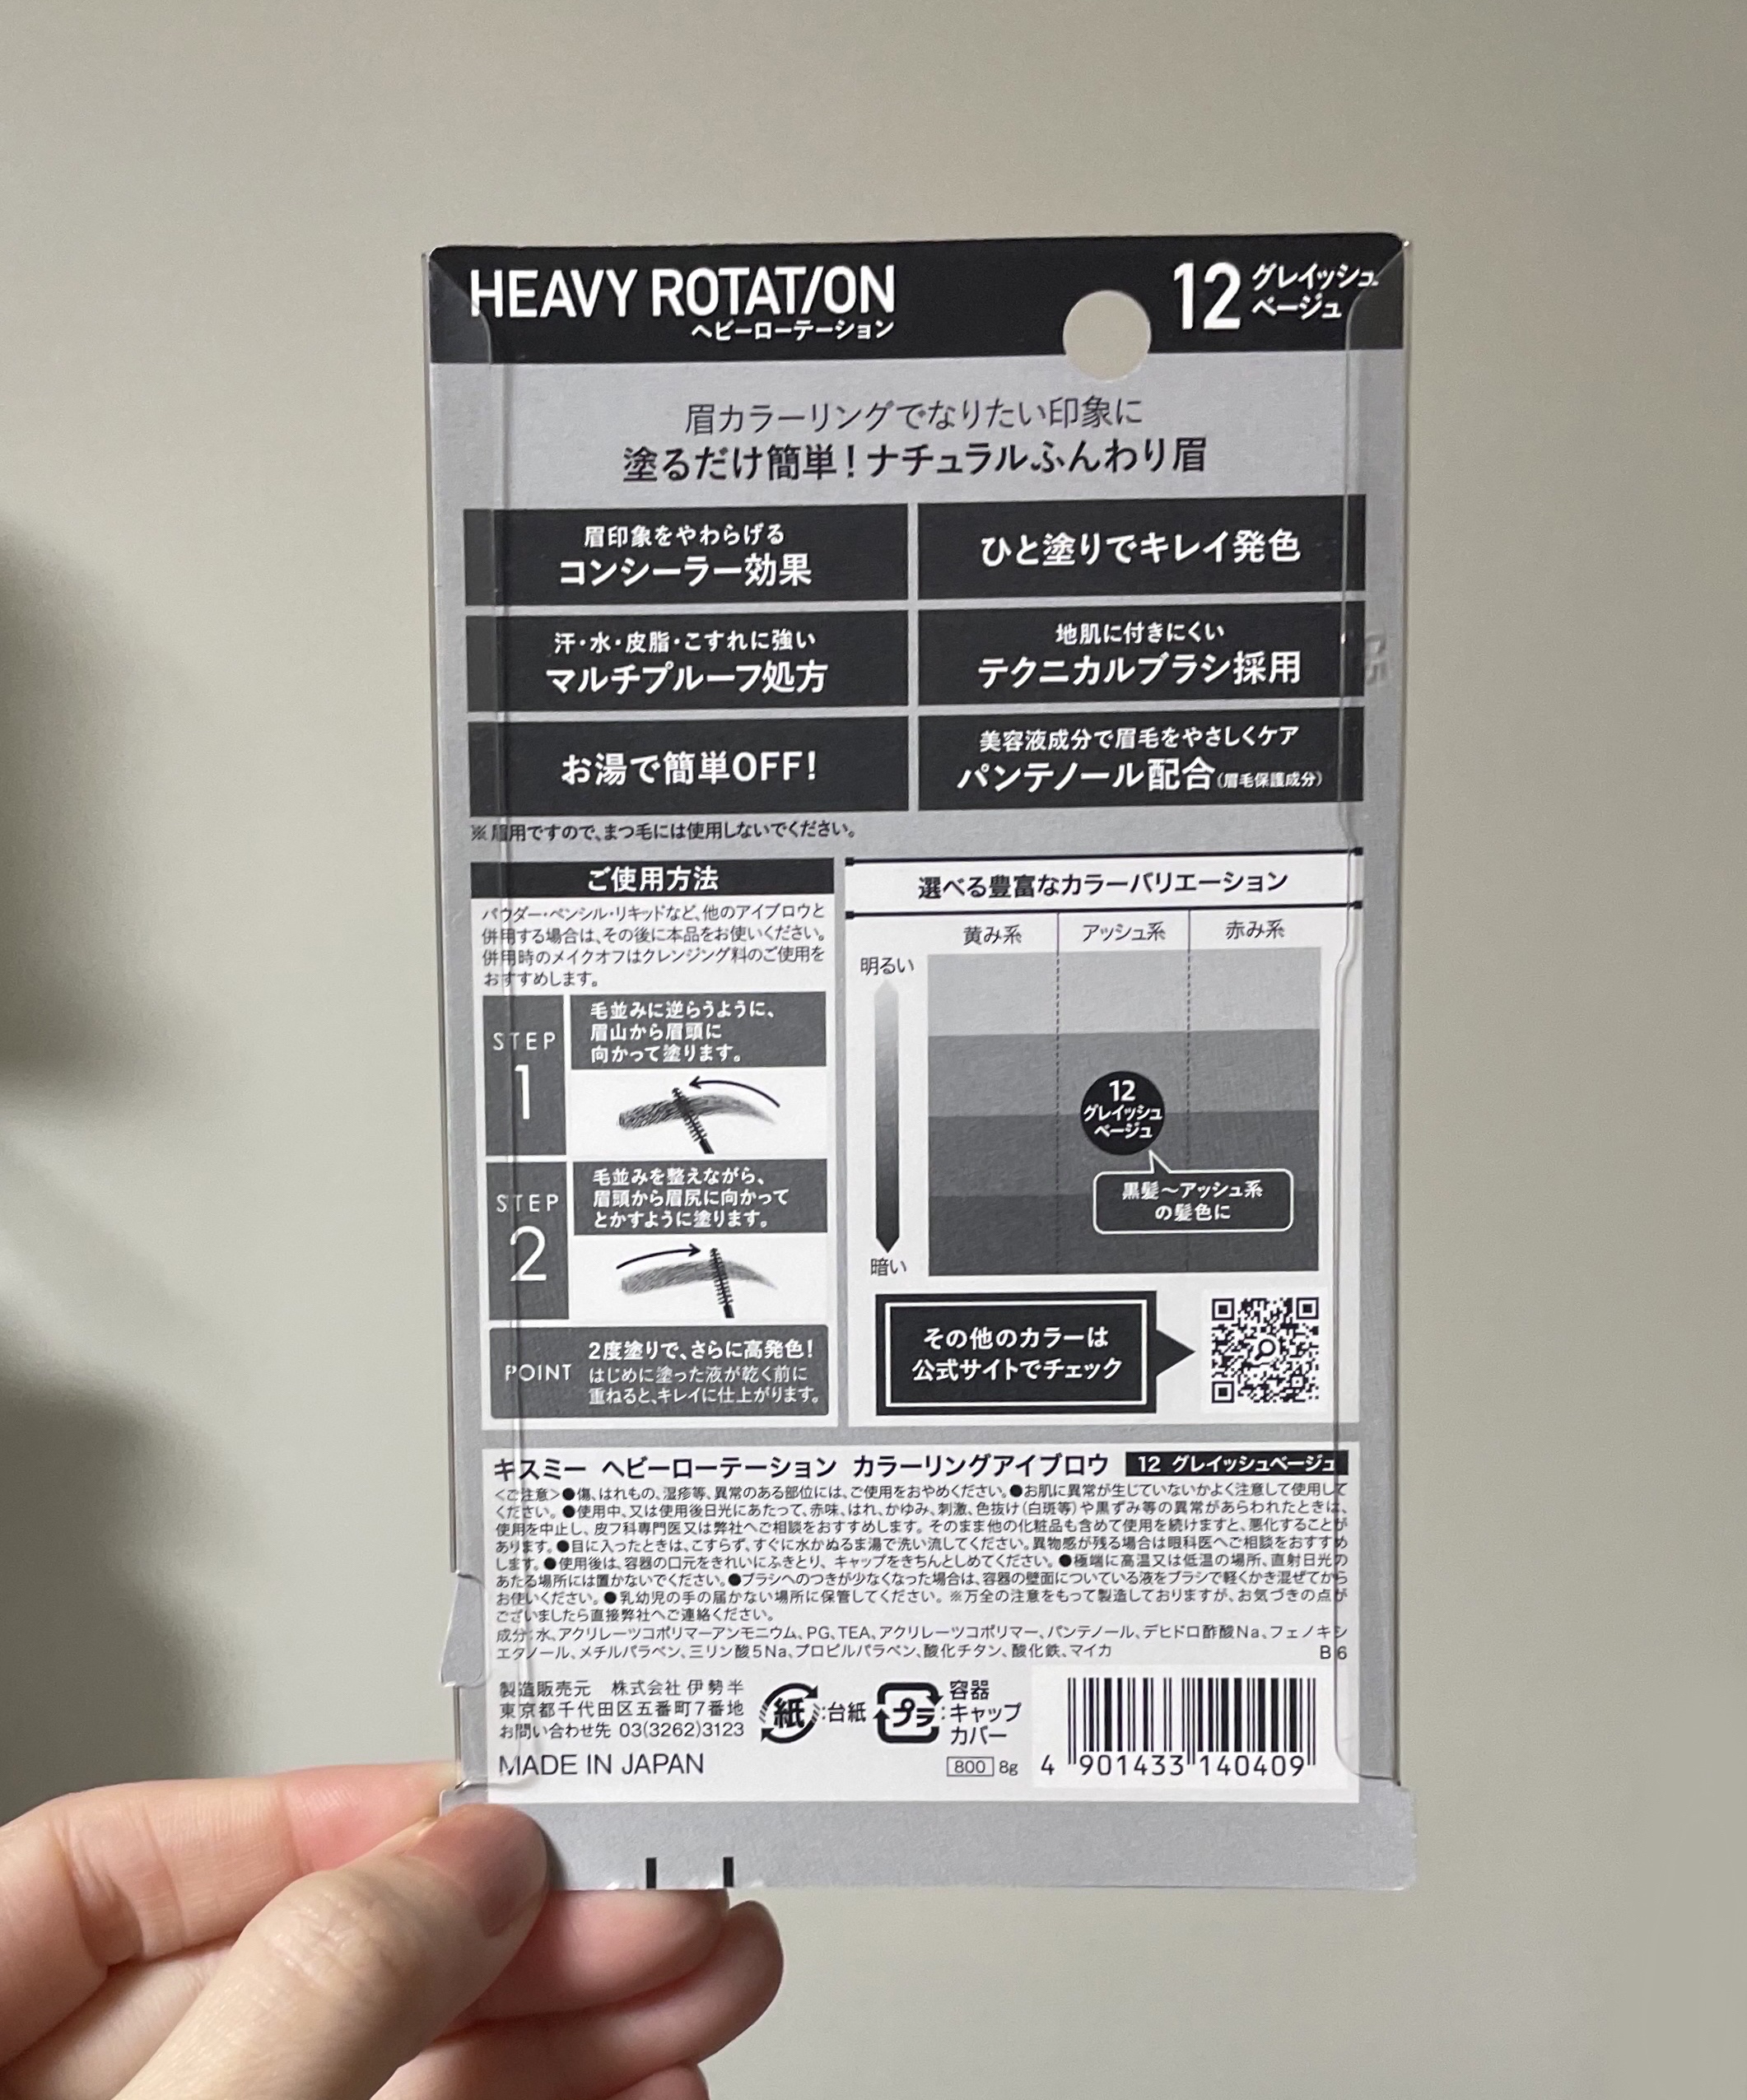 HEAVY ROTAT/ON
ヘビーローテーション
12 グレイッシュ
ベージュ
眉カラーリングでなりたい印象に
塗るだけ簡単！ナチュラルふんわり眉
眉印象をやわらげる
コンシーラー効果
ひと塗りでキレイ発色
汗・水・皮脂・こすれに強い
マルチプルーフ処方
地肌に付きにくい
テクニカルブラシ採用
お湯で簡単OFF!
美容液成分で眉毛をやさしくケア
パンテノール配合(眉毛保護成分)
※眉用ですので、まつ毛には使用しないでください。
ご使用方法
パウダー・ペンシル・リキッドなど、他のアイブロウと
併用する場合は、その後に本品をお使いください。
併用時のメイクオフはクレンジング料のご使用を
おすすめします。
STEP
1
毛並みに逆らうように、
眉山から眉頭に
向かって塗ります。
STEP
2
毛並みを整えながら、
眉頭から眉尻に向かって
とかすように塗ります。
POINT
2度塗りで、さらに高発色！
はじめに塗った液が乾く前に
重ねると、キレイに仕上がります。
選べる豊富なカラーバリエーション
黄み系 アッシュ系 赤み系
明るい
12
グレイッシュ
ベージュ
黒髪～アッシュ系
の髪色に
暗い
その他のカラーは
公式サイトでチェック
キスミー ヘビーローテーション カラーリングアイブロウ 12 グレイッシュベージュ
＜ご注意＞●傷、はれもの、湿疹等、異常のある部位には、ご使用をおやめください。●お肌に異常が生じていないかよく注意して使用して
ください。●使用中、又は使用後日光にあたって、赤味、はれ、かゆみ、刺激、色抜け(白斑等)や黒ずみ等の異常があらわれたときは、
使用を中止し、皮フ科専門医又は弊社へご相談をおすすめします。そのまま他の化粧品も含めて使用を続けますと、悪化することが
あります。●目に入ったときは、こすらず、すぐに水かぬるま湯で洗い流してください。異物感が残る場合は眼科医へご相談をおすすめ
します。●使用後は、容器の口元をきれいにふきとり、キャップをきちんとしめてください。●極端に高温又は低温の場所、直射日光の
あたる場所には置かないでください。●ブラシへのつきが少なくなった場合は、容器の壁面についている液をブラシで軽くかき混ぜてから
お使いください。●乳幼児の手の届かない場所に保管してください。※万全の注意をもって製造しておりますが、お気づきの点が
ございましたら直接弊社へご連絡ください。
成分：水、アクリレーツコポリマーアンモニウム、PG、TEA、アクリレーツコポリマー、パンテノール、デヒドロ酢酸Na、フェノキシ
エタノール、メチルパラベン、三リン酸5Na、プロピルパラベン、酸化チタン、酸化鉄、マイカ B6
製造販売元 株式会社 伊勢半
東京都千代田区五番町7番地
お問い合わせ先 03(3262)3123
MADE IN JAPAN
紙:台紙
プラ:容器
キャップ
カバー
800 8g
4 901433 140409